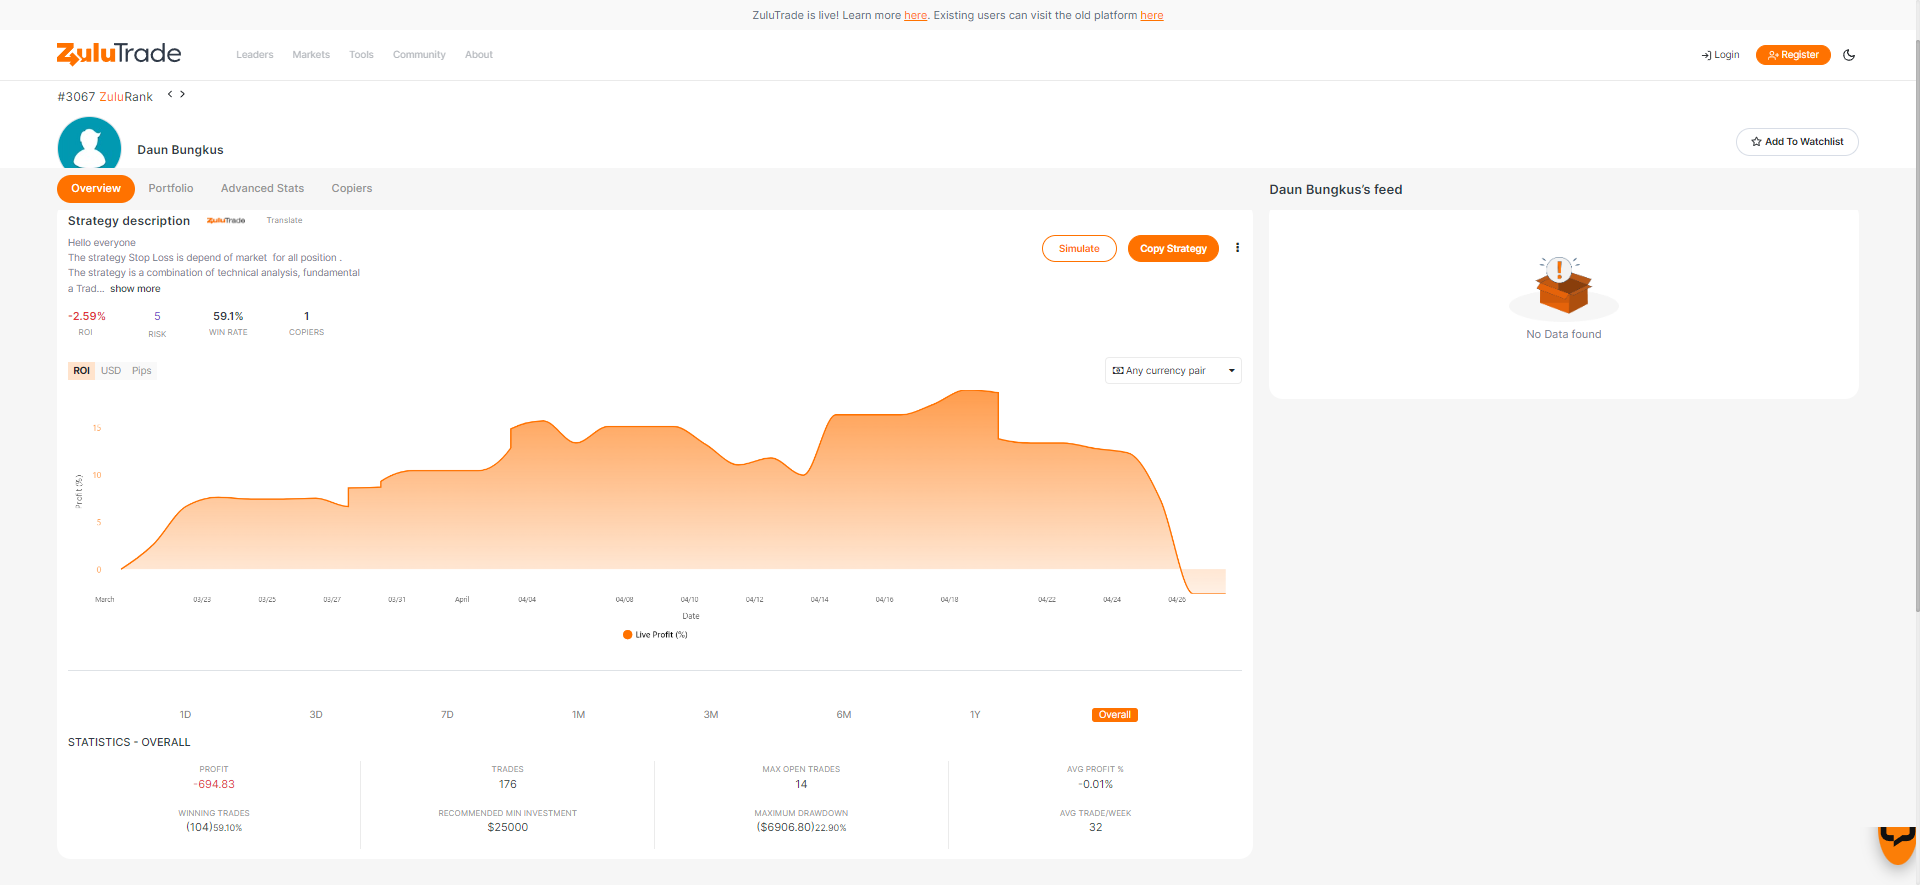 ZuluTrade is live! Learn more here. Existing users can visit the old platform here
ZuluTrade
Leaders Markets Tools Community About
Login
Register
#3067 ZuluRank
Daun Bungkus
Add To Watchlist
Overview Portfolio Advanced Stats Copiers
Daun Bungkus's feed
Strategy description ZuluTrade Translate
Hello everyone
The strategy Stop Loss is depend of market for all position .
The strategy is a combination of technical analysis, fundamental
a Trad... show more
Simulate Copy Strategy
-2.59% 5 59.1% 1
ROI RISK WIN RATE COPIERS
No Data found
ROI USD Pips
Any currency pair
Profit (%)
15
10
5
0
March 03/23 03/25 03/27 03/31 April 04/04 04/08 04/10 04/12 04/14 04/16 04/18 04/22 04/24 04/26
Date
Live Profit (%)
1D 3D 7D 1M 3M 6M 1Y Overall
STATISTICS - OVERALL
PROFIT TRADES MAX OPEN TRADES AVG PROFIT %
-694.83 176 14 -0.01%
WINNING TRADES RECOMMENDED MIN INVESTMENT MAXIMUM DRAWDOWN AVG TRADE/WEEK
(104)59.10% $25000 ($6906.80)22.90% 32